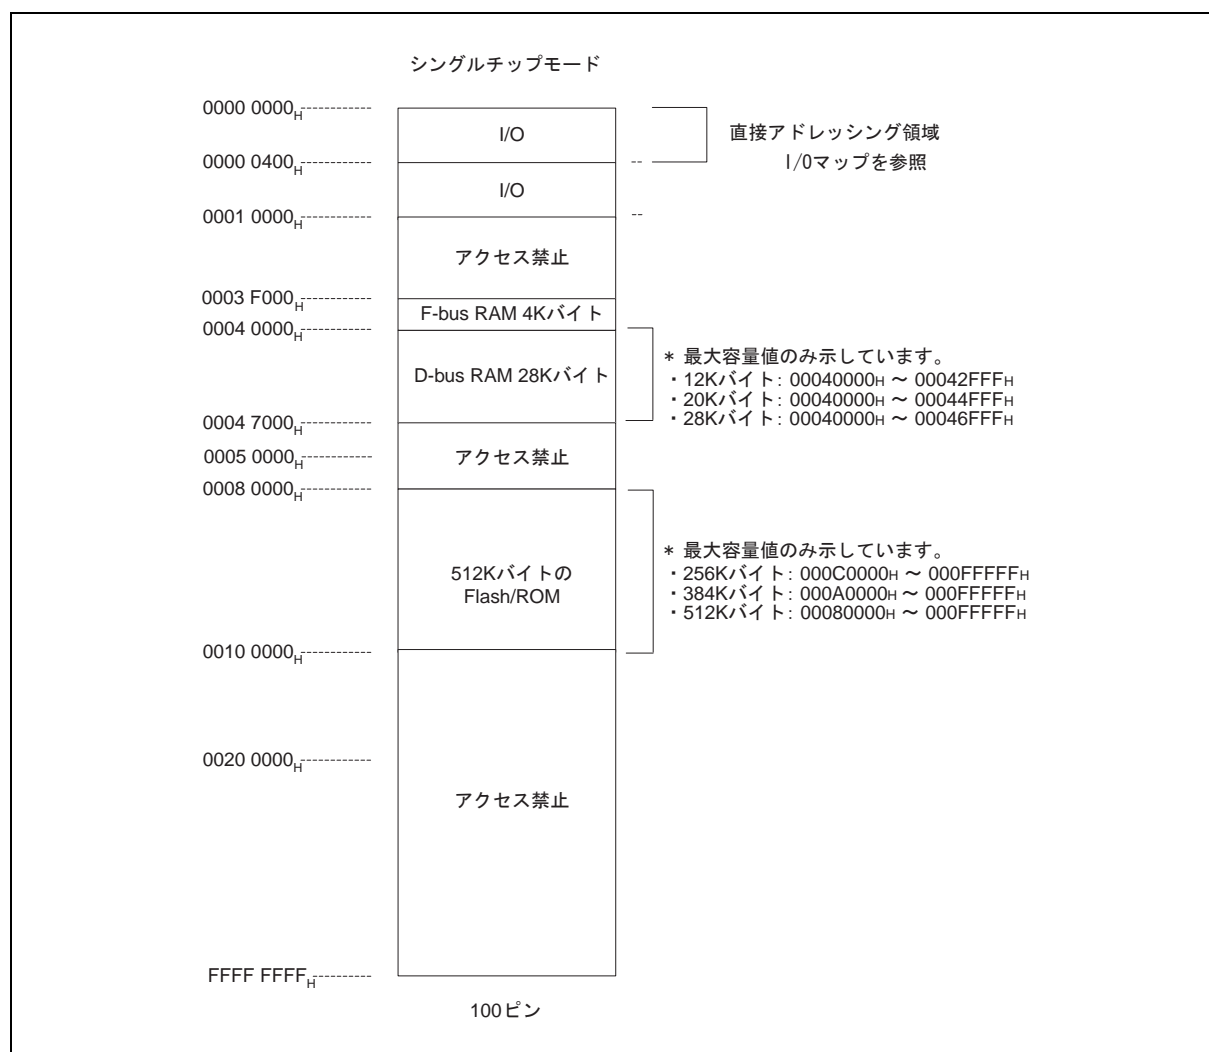 シングルチップモード
0000 0000H
I/O
直接アドレッシング領域
I/Oマップを参照
0000 0400H
I/O
0001 0000H
アクセス禁止
0003 F000H
F-bus RAM 4Kバイト
0004 0000H
D-bus RAM 28Kバイト
* 最大容量値のみ示しています。
・12Kバイト: 00040000H ～ 00042FFFH
・20Kバイト: 00040000H ～ 00044FFFH
・28Kバイト: 00040000H ～ 00046FFFH
0004 7000H
0005 0000H
アクセス禁止
0008 0000H
512Kバイトの
Flash/ROM
* 最大容量値のみ示しています。
・256Kバイト: 000C0000H ～ 000FFFFFH
・384Kバイト: 000A0000H ～ 000FFFFFH
・512Kバイト: 00080000H ～ 000FFFFFH
0010 0000H
0020 0000H
アクセス禁止
FFFF FFFFH
100ピン